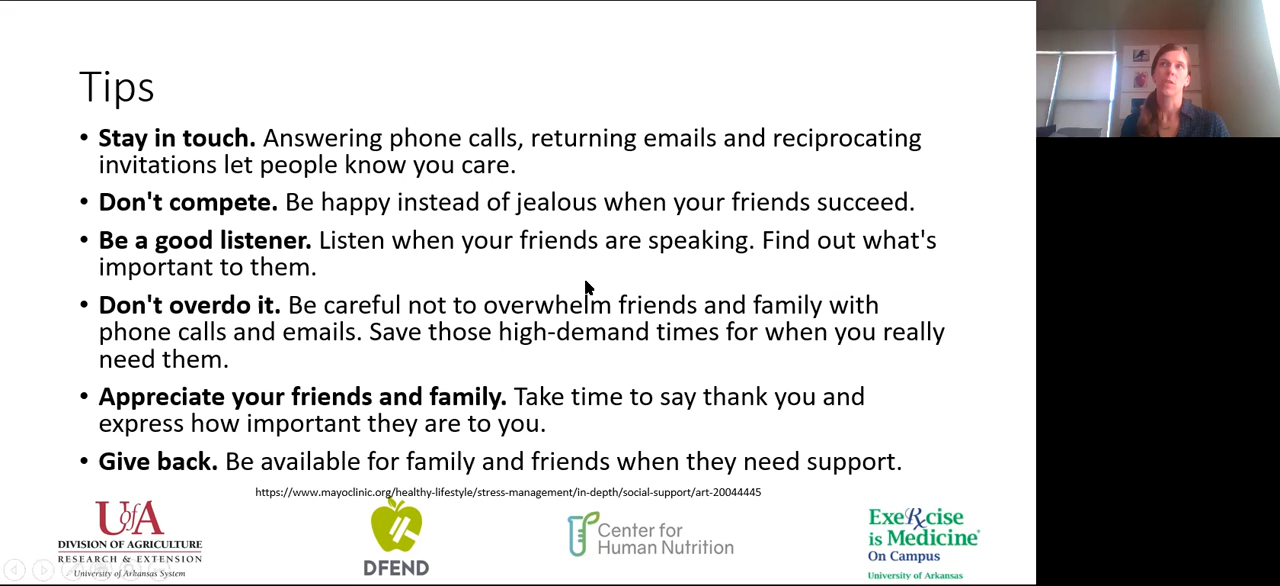 Tips
• Stay in touch. Answering phone calls, returning emails and reciprocating
invitations let people know you care.
• Don't compete. Be happy instead of jealous when your friends succeed.
• Be a good listener. Listen when your friends are speaking. Find out what's
important to them.
• Don't overdo it. Be careful not to overwhelm friends and family with
phone calls and emails. Save those high-demand times for when you really
need them.
• Appreciate your friends and family. Take time to say thank you and
express how important they are to you.
• Give back. Be available for family and friends when they need support.
https://www.mayoclinic.org/healthy-lifestyle/stress-management/in-depth/social-support/art-20044445
UofA
DIVISION OF AGRICULTURE
RESEARCH & EXTENSION
University of Arkansas System
DFEND
Center for
Human Nutrition
ExeRxcise
is Medicine®
On Campus
University of Arkansas